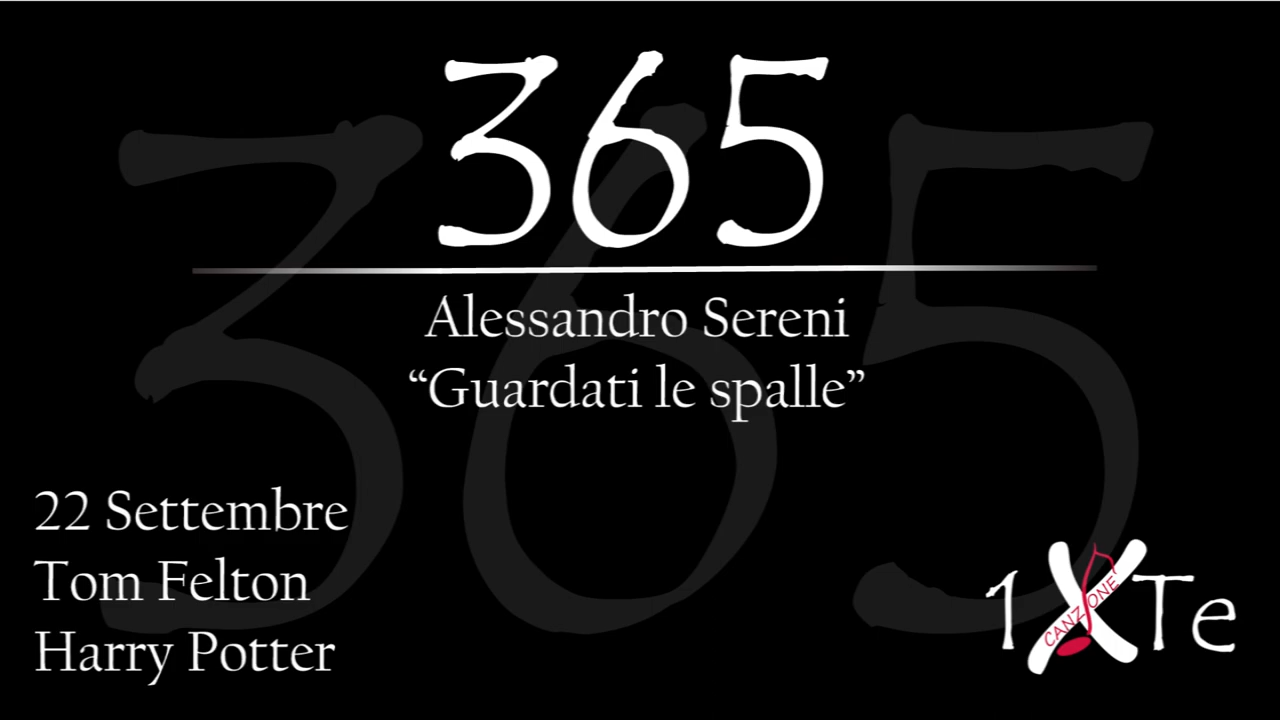 365
Alessandro Sereni
“Guardati le spalle”
22 Settembre
Tom Felton
Harry Potter
1XTe
CANZONE